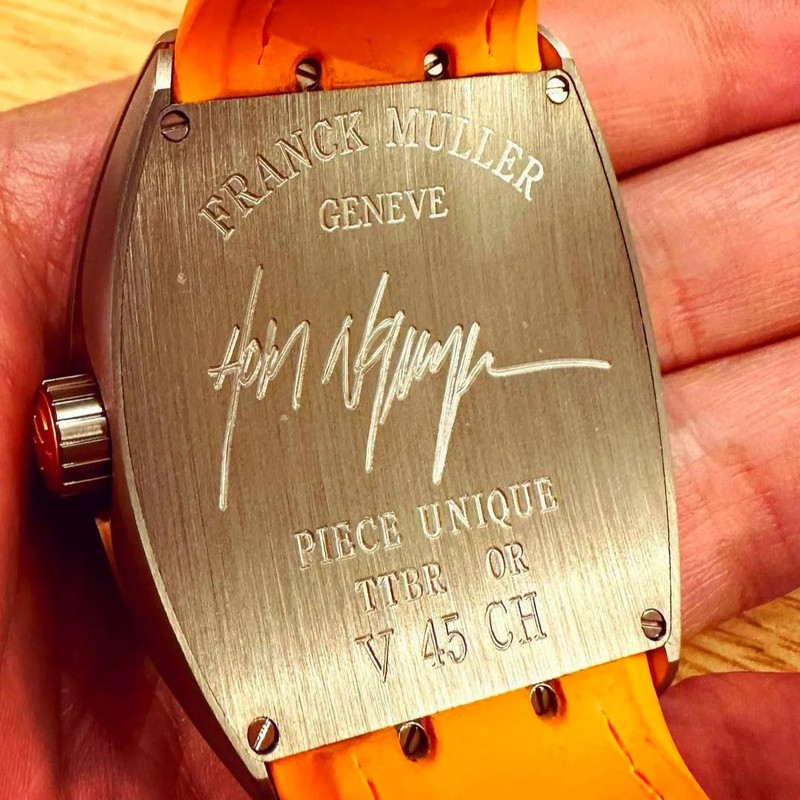 FRANCK MULLER
GENEVE
PIECE UNIQUE
TTBR OR
V 45 CH